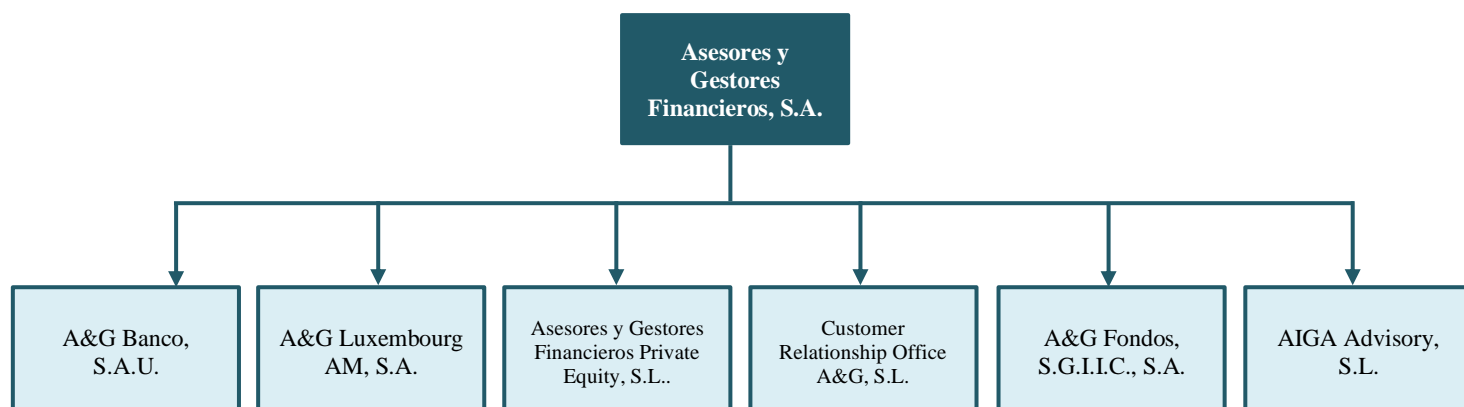 Asesores y
Gestores
Financieros, S.A.
A&G Banco,
S.A.U.
A&G Luxembourg
AM, S.A.
Asesores y Gestores
Financieros Private
Equity, S.L..
Customer
Relationship Office
A&G, S.L.
A&G Fondos,
S.G.I.I.C., S.A.
AIGA Advisory,
S.L.